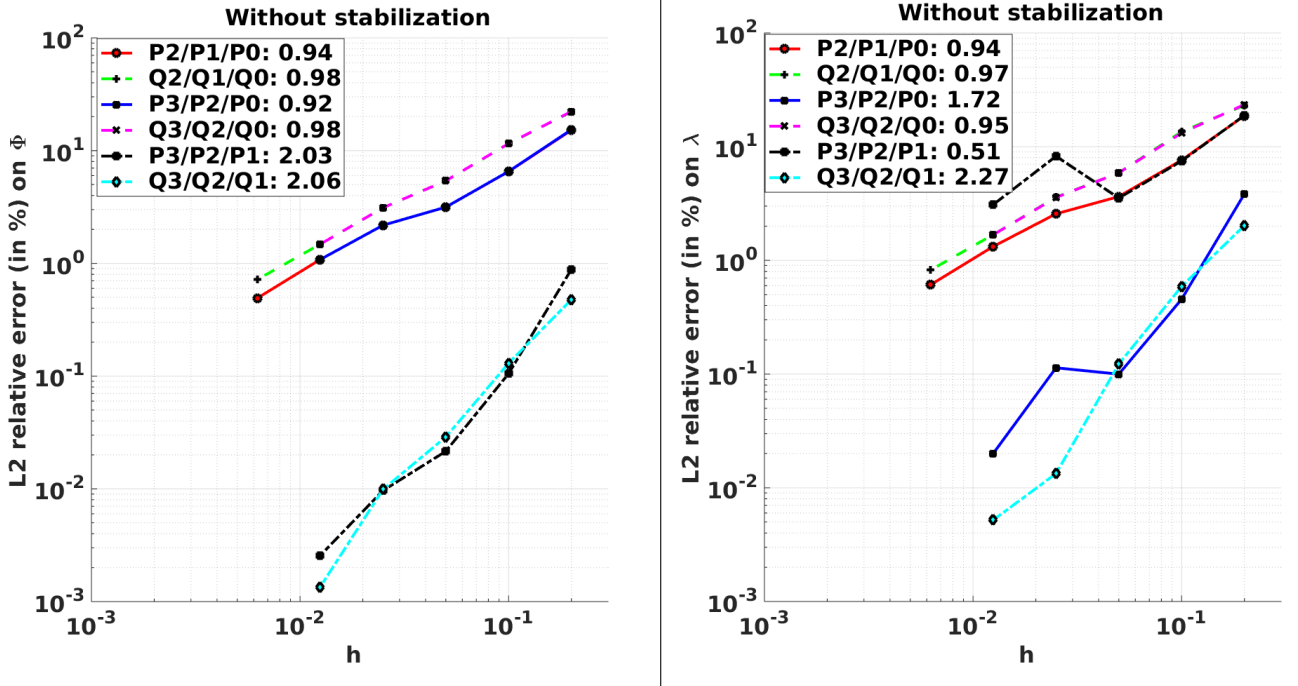 Without stabilization
P2/P1/P0: 0.94
Q2/Q1/Q0: 0.98
P3/P2/P0: 0.92
Q3/Q2/Q0: 0.98
P3/P2/P1: 2.03
Q3/Q2/Q1: 2.06
10^2
10^1
10^0
10^-1
10^-2
10^-3
L2 relative error (in %) on Φ
10^-3
10^-2
10^-1
h
Without stabilization
P2/P1/P0: 0.94
Q2/Q1/Q0: 0.97
P3/P2/P0: 1.72
Q3/Q2/Q0: 0.95
P3/P2/P1: 0.51
Q3/Q2/Q1: 2.27
10^2
10^1
10^0
10^-1
10^-2
10^-3
L2 relative error (in %) on λ
10^-3
10^-2
10^-1
h